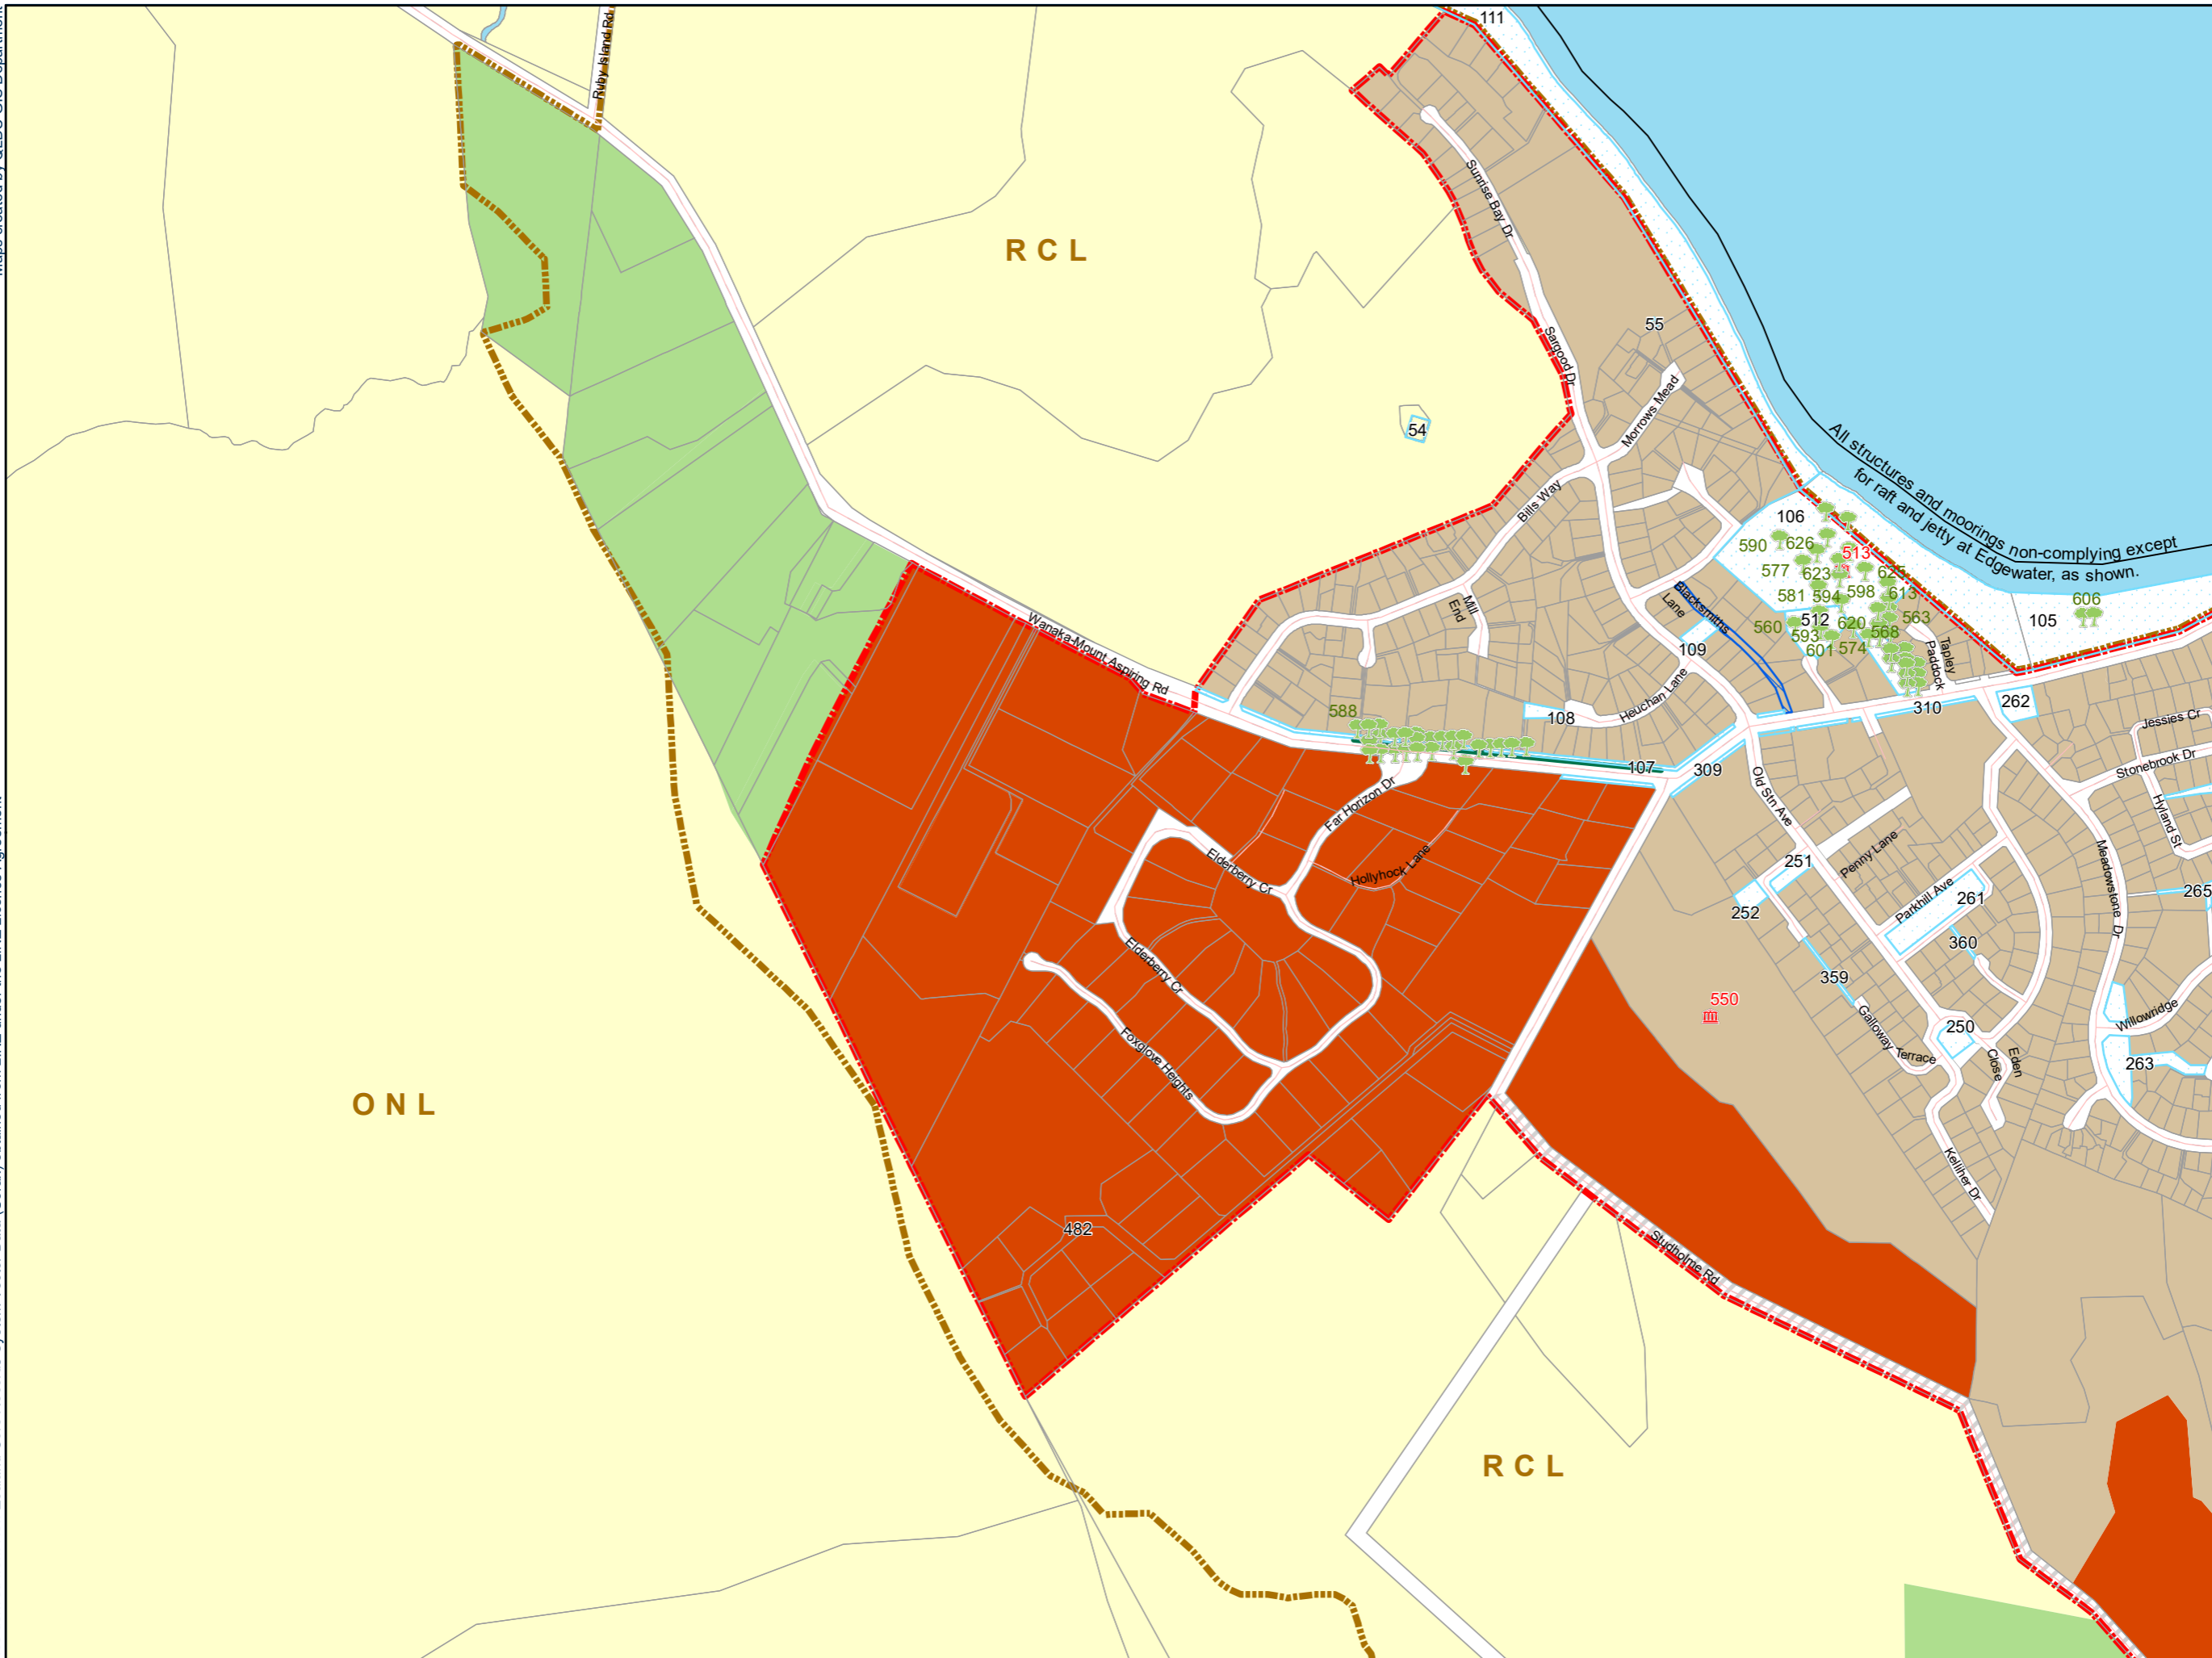 111
Ruby Island Rd
RCL
Sunrise Bay Dr
55
Sargood Dr
Morrows Mead
54
All structures and moorings non-complying except
for raft and jetty at Edgewater, as shown.
Bills Way
106
590
626
513
577
623
625
581
594
598
613
606
Blacksmiths
Lane
560
512
620
563
105
593
568
601
574
Mill
End
Wanaka-Mount Aspiring Rd
109
Tapley
Paddock
Heuchan Lane
588
108
310
262
Jessies Cr
107
309
Stonebrook Dr
Far Horizon Dr
Old Stn Ave
Hyland St
Elderberry Cr
Hollyhock Lane
251
Penny Lane
Meadowstone Dr
265
252
Parkhill Ave
261
360
Elderberry Cr
359
550
Galloway Terrace
250
Willowridge
Foxglove Heights
Eden
Close
263
ONL
Kelliher Dr
482
Studholme Rd
RCL